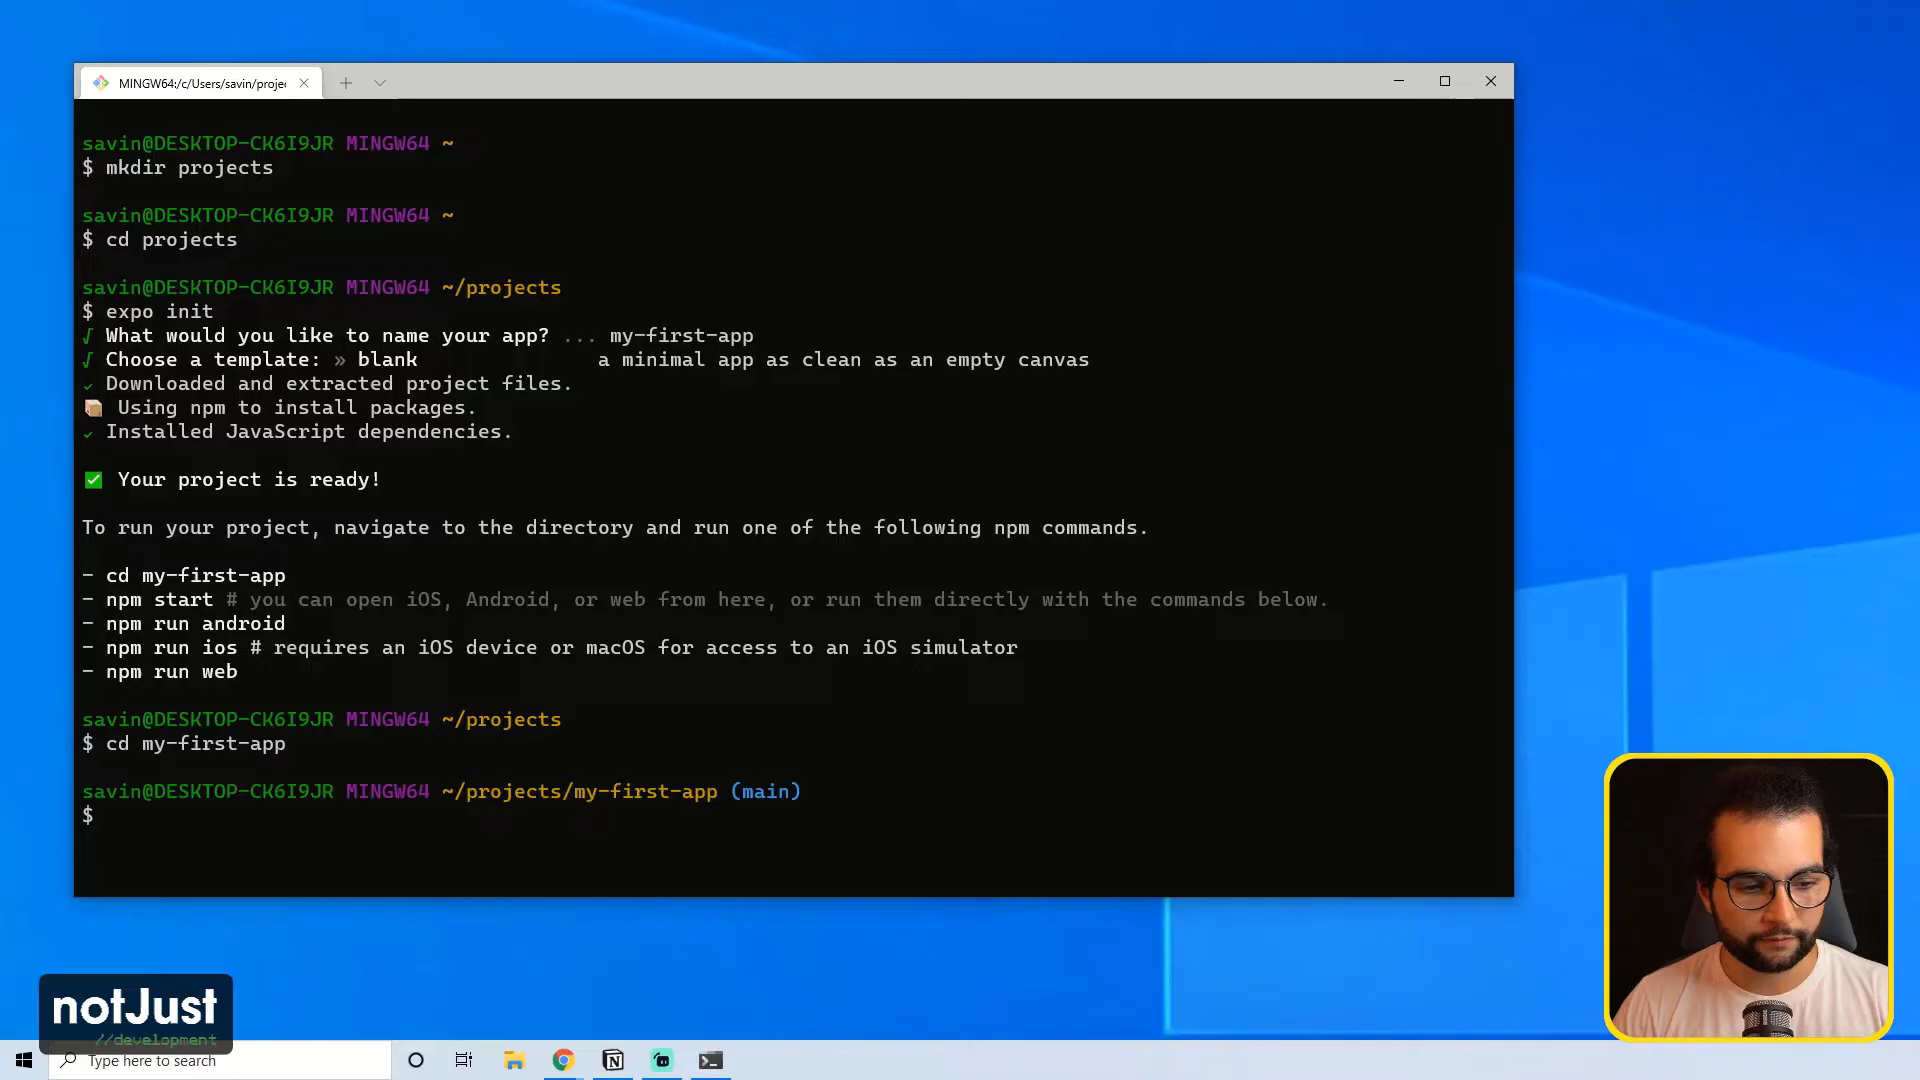 MINGW64:/c/Users/savin/projec
savin@DESKTOP-CK6I9JR MINGW64 ~
$ mkdir projects
savin@DESKTOP-CK6I9JR MINGW64 ~
$ cd projects
savin@DESKTOP-CK6I9JR MINGW64 ~/projects
$ expo init
√ What would you like to name your app? ... my-first-app
√ Choose a template: » blank a minimal app as clean as an empty canvas
✓ Downloaded and extracted project files.
📦 Using npm to install packages.
✓ Installed JavaScript dependencies.
✅ Your project is ready!
To run your project, navigate to the directory and run one of the following npm commands.
- cd my-first-app
- npm start # you can open iOS, Android, or web from here, or run them directly with the commands below.
- npm run android
- npm run ios # requires an iOS device or macOS for access to an iOS simulator
- npm run web
savin@DESKTOP-CK6I9JR MINGW64 ~/projects
$ cd my-first-app
savin@DESKTOP-CK6I9JR MINGW64 ~/projects/my-first-app (main)
$
notJust
//development
Type here to search